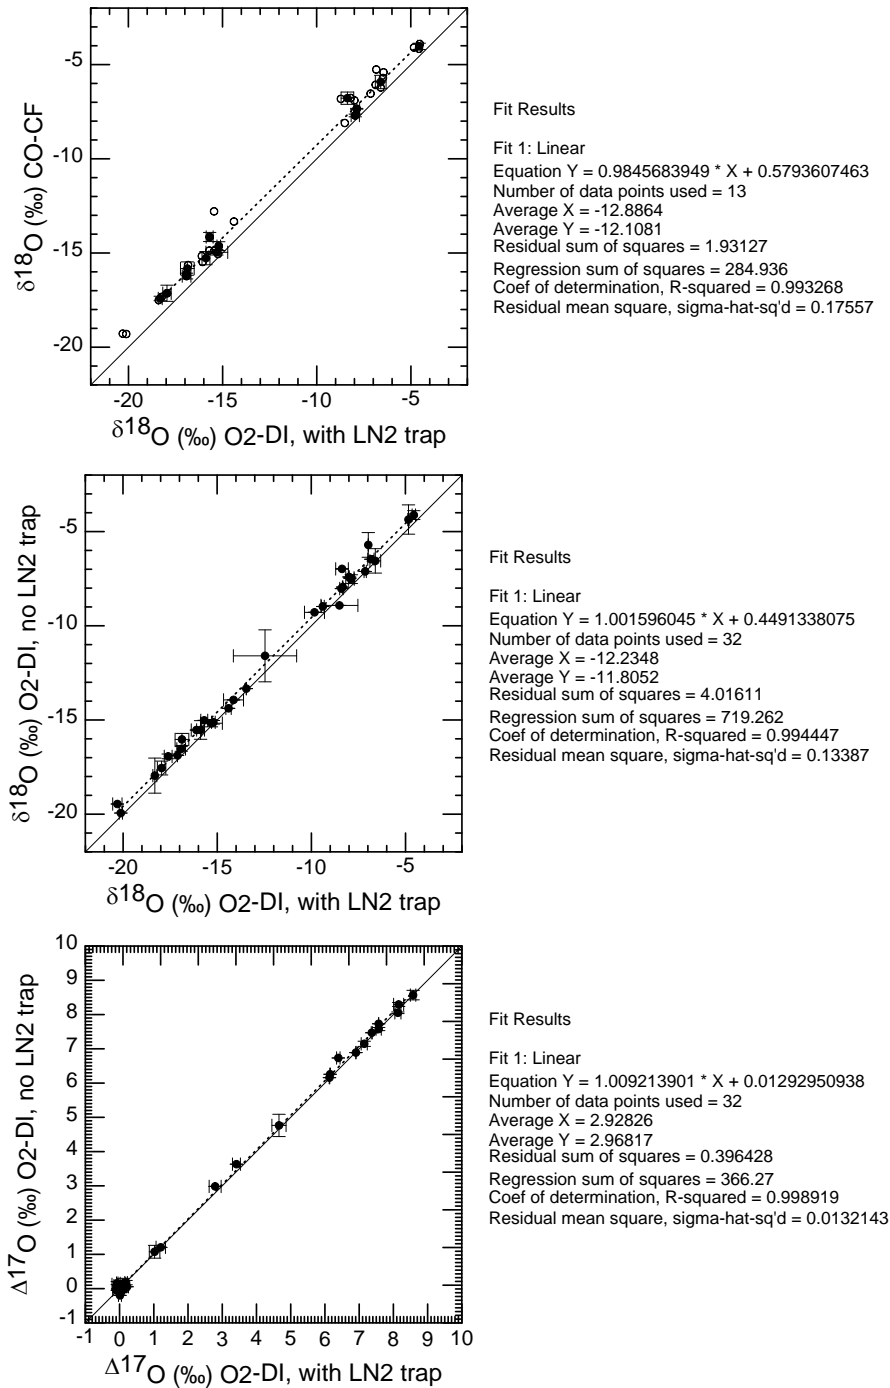 -5
-10
-15
-20
-20 -15 -10 -5
δ18O (‰) CO-CF
δ18O (‰) O2-DI, with LN2 trap
Fit Results
Fit 1: Linear
Equation Y = 0.9845683949 * X + 0.5793607463
Number of data points used = 13
Average X = -12.8864
Average Y = -12.1081
Residual sum of squares = 1.93127
Regression sum of squares = 284.936
Coef of determination, R-squared = 0.993268
Residual mean square, sigma-hat-sq'd = 0.17557
-5
-10
-15
-20
-20 -15 -10 -5
δ18O (‰) O2-DI, no LN2 trap
δ18O (‰) O2-DI, with LN2 trap
Fit Results
Fit 1: Linear
Equation Y = 1.001596045 * X + 0.4491338075
Number of data points used = 32
Average X = -12.2348
Average Y = -11.8052
Residual sum of squares = 4.01611
Regression sum of squares = 719.262
Coef of determination, R-squared = 0.994447
Residual mean square, sigma-hat-sq'd = 0.13387
10
9
8
7
6
5
4
3
2
1
0
-1
-1 0 1 2 3 4 5 6 7 8 9 10
Δ17O (‰) O2-DI, no LN2 trap
Δ17O (‰) O2-DI, with LN2 trap
Fit Results
Fit 1: Linear
Equation Y = 1.009213901 * X + 0.01292950938
Number of data points used = 32
Average X = 2.92826
Average Y = 2.96817
Residual sum of squares = 0.396428
Regression sum of squares = 366.27
Coef of determination, R-squared = 0.998919
Residual mean square, sigma-hat-sq'd = 0.0132143